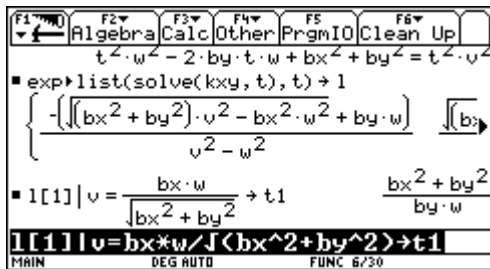 F1 F2 F3 F4 F5 F6
Algebra Calc Other PrgmIO Clean Up
t²·w² - 2·by·t·w + bx² + by² = t²·v²
▪ exp▸list(solve(kxy, t), t) → l
{ -(√((bx² + by²)·v² - bx²·w²) + by·w) / (v² - w²) √(b
▪ l[1] | v = bx·w / √(bx² + by²) → t1 (bx² + by²) / (by·w)
l[1]|v=bx*w/√(bx^2+by^2)→t1
MAIN DEG AUTO FUNC 6/30